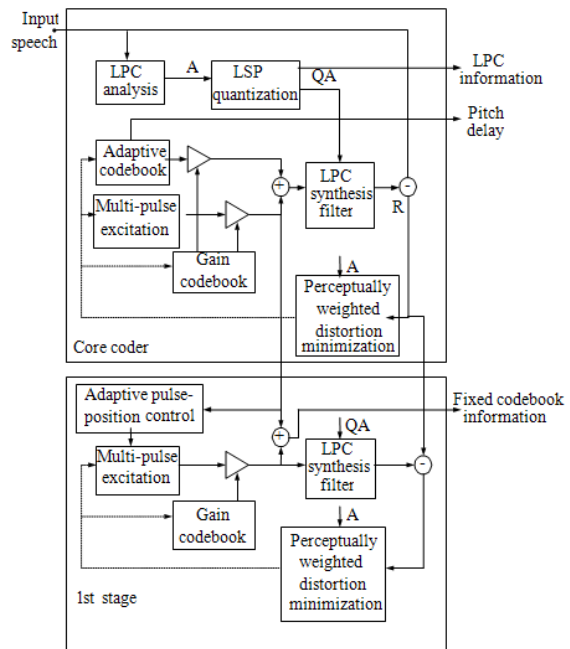 Input
speech
LPC
analysis
A
LSP
quantization
QA
LPC
information
Pitch
delay
Adaptive
codebook
+
LPC
synthesis
filter
-
R
Multi-pulse
excitation
Gain
codebook
A
Perceptually
weighted
distortion
minimization
Core coder
Adaptive pulse-
position control
Fixed codebook
information
+
QA
Multi-pulse
excitation
LPC
synthesis
filter
-
Gain
codebook
A
Perceptually
weighted
distortion
minimization
1st stage